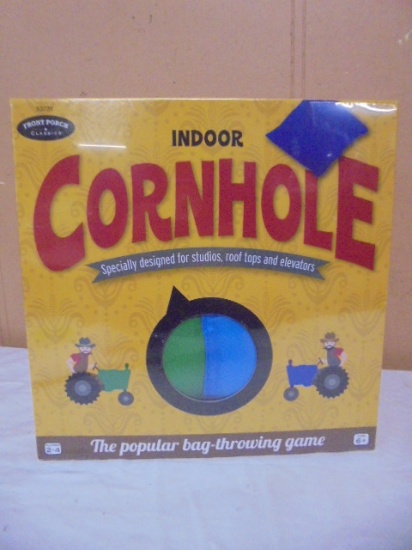 FRONT PORCH
CLASSICS
INDOOR
CORNHOLE
Specially designed for studios, roof tops and elevators
The popular bag-throwing game